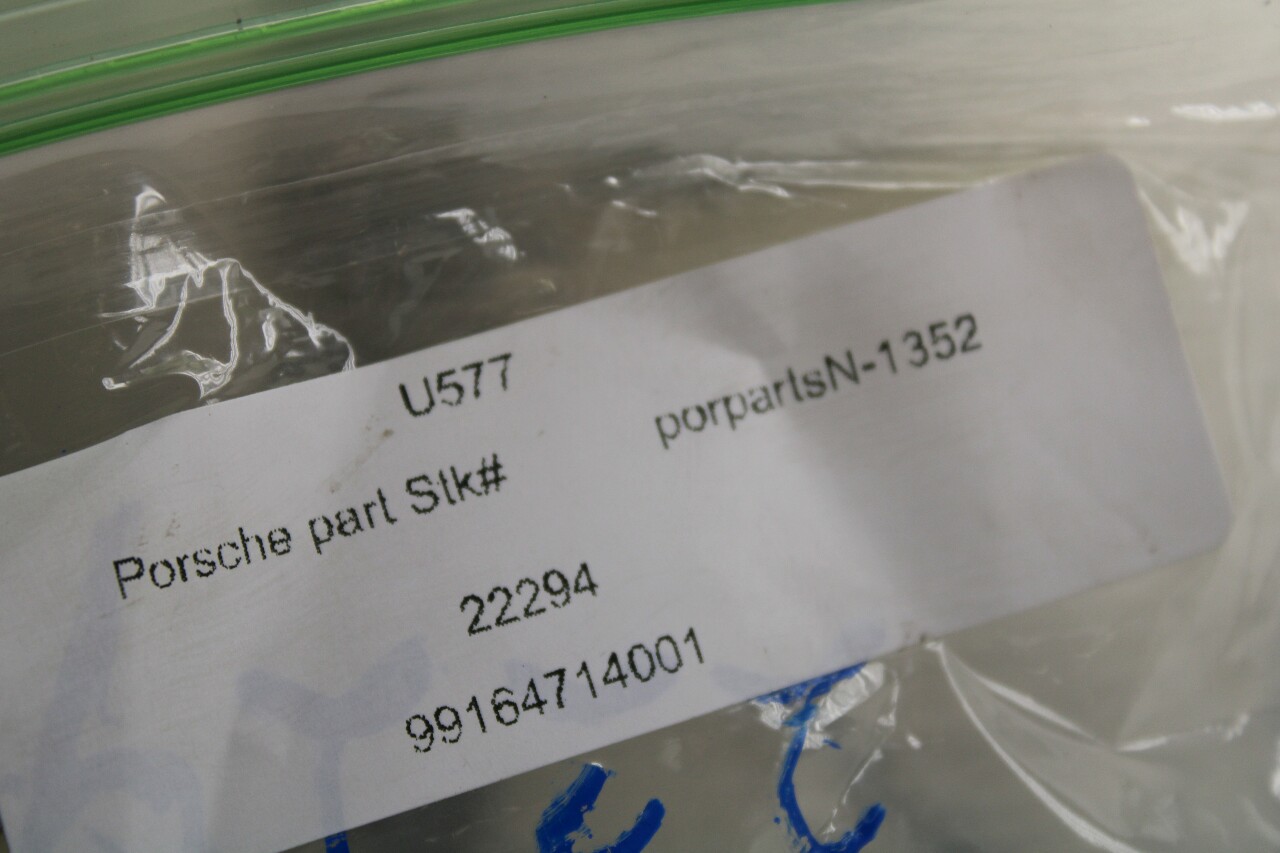 U577
porpartsN-1352
Porsche part Stk#
22294
99164714001